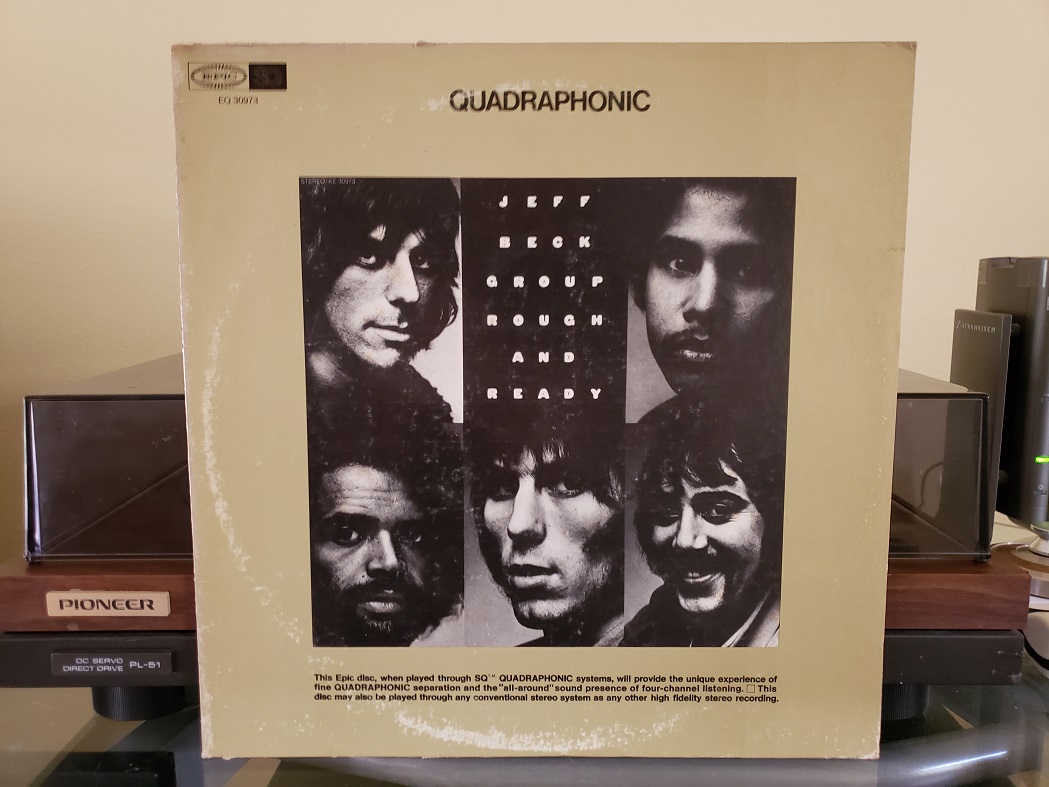 EPIC SQ
EQ 30973
QUADRAPHONIC
STEREO/KE 30973
JEFF
BECK
GROUP
ROUGH
AND
READY
This Epic disc, when played through SQ™ QUADRAPHONIC systems, will provide the unique experience of
fine QUADRAPHONIC separation and the "all-around" sound presence of four-channel listening. □ This
disc may also be played through any conventional stereo system as any other high fidelity stereo recording.
SENNHEISER
PIONEER
DC SERVO
DIRECT DRIVE PL-51